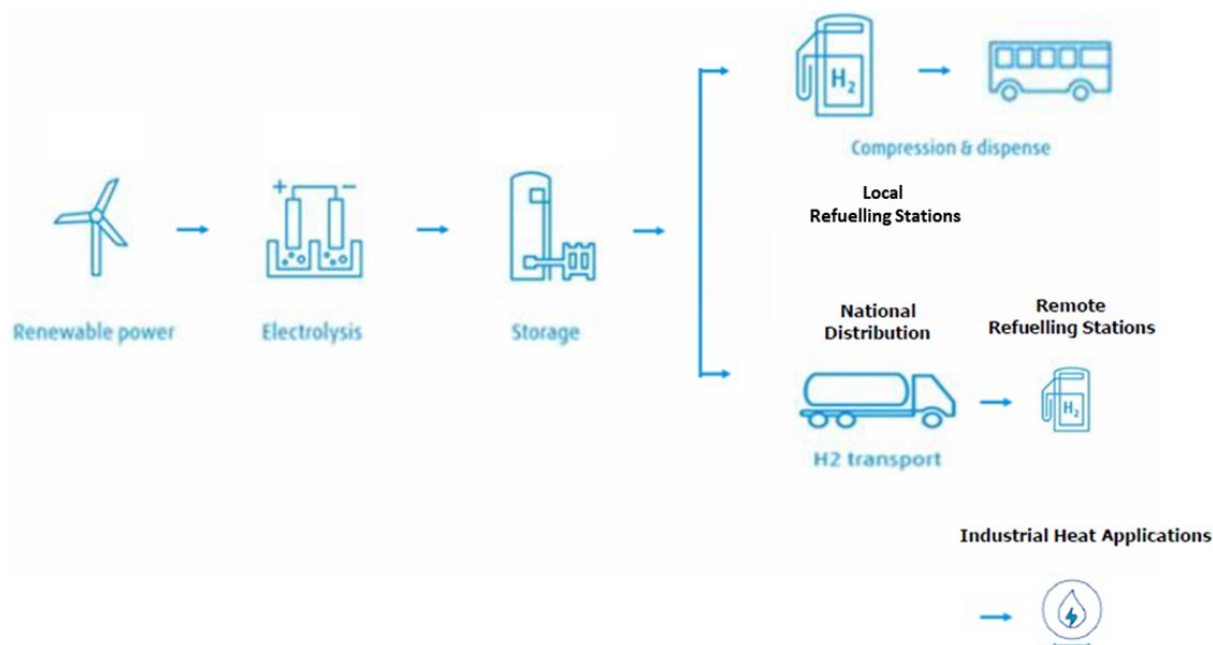 H2
Compression & dispense
Local
Refuelling Stations
+ −
Renewable power
Electrolysis
Storage
National
Distribution
Remote
Refuelling Stations
H2
H2 transport
Industrial Heat Applications